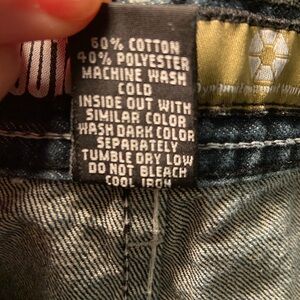 60% COTTON
40% POLYESTER
MACHINE WASH
COLD
INSIDE OUT WITH
SIMILAR COLOR
WASH DARK COLOR
SEPARATELY
TUMBLE DRY LOW
DO NOT BLEACH
COOL IRON